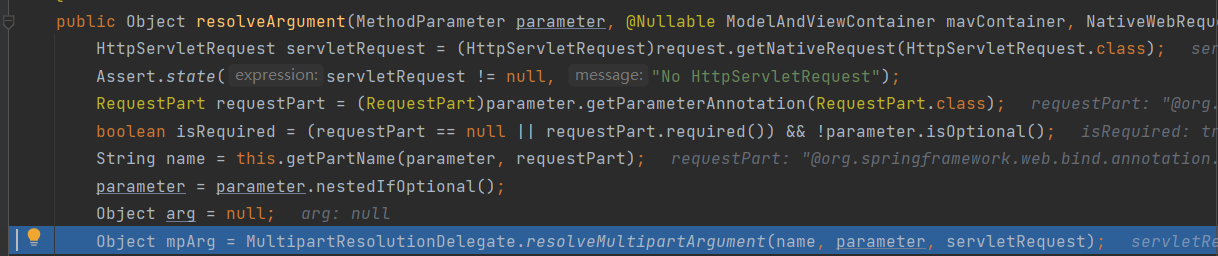 public Object resolveArgument(MethodParameter parameter, @Nullable ModelAndViewContainer mavContainer, NativeWebReque
HttpServletRequest servletRequest = (HttpServletRequest)request.getNativeRequest(HttpServletRequest.class); ser
Assert.state( expression: servletRequest != null, message: "No HttpServletRequest");
RequestPart requestPart = (RequestPart)parameter.getParameterAnnotation(RequestPart.class); requestPart: "@org.
boolean isRequired = (requestPart == null || requestPart.required()) && !parameter.isOptional(); isRequired: tr
String name = this.getPartName(parameter, requestPart); requestPart: "@org.springframework.web.bind.annotation.
parameter = parameter.nestedIfOptional();
Object arg = null; arg: null
Object mpArg = MultipartResolutionDelegate.resolveMultipartArgument(name, parameter, servletRequest); servletRe